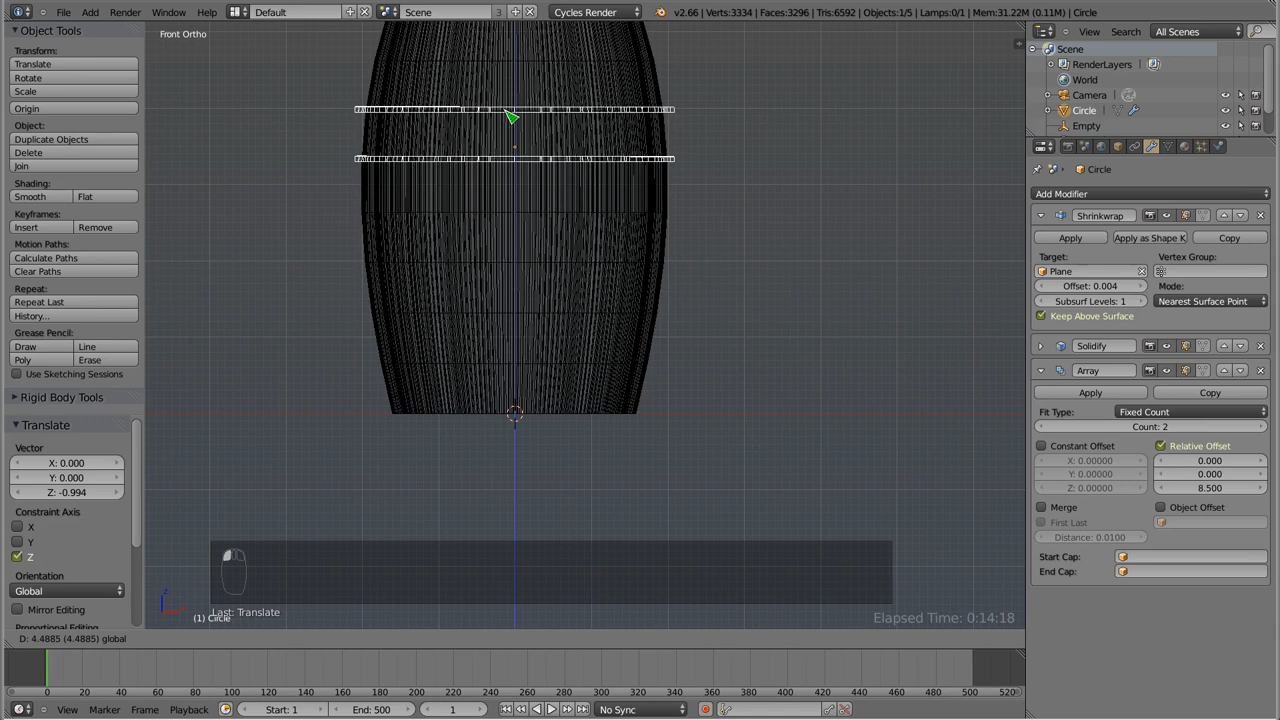 File Add Render Window Help Default Scene 3 Cycles Render v2.66 | Verts:3334 | Faces:3296 | Tris:6592 | Objects:1/5 | Lamps:0/1 | Mem:31.22M (0.11M) | Circle
Object Tools
Transform:
Translate
Rotate
Scale
Origin
Object:
Duplicate Objects
Delete
Join
Shading:
Smooth Flat
Keyframes:
Insert Remove
Motion Paths:
Calculate Paths
Clear Paths
Repeat:
Repeat Last
History...
Grease Pencil:
Draw Line
Poly Erase
Use Sketching Sessions
Rigid Body Tools
Translate
Vector
X: 0.000
Y: 0.000
Z: -0.994
Constraint Axis
X
Y
Z
Orientation
Global
Mirror Editing
Front Ortho
Last: Translate
(1) Circle
Elapsed Time: 0:14:18
D: 4.4885 (4.4885) global
View Search All Scenes
Scene
RenderLayers
World
Camera
Circle
Empty
Circle
Add Modifier
Shrinkwrap
Apply Apply as Shape K Copy
Target: Vertex Group:
Plane
Offset: 0.004 Mode:
Subsurf Levels: 1 Nearest Surface Point
Keep Above Surface
Solidify
Array
Apply Copy
Fit Type: Fixed Count
Count: 2
Constant Offset Relative Offset
X: 0.00000 0.000
Y: 0.00000 0.000
Z: 0.00000 8.500
Merge Object Offset
First Last
Distance: 0.0100
Start Cap:
End Cap:
0 20 40 60 80 100 120 140 160 180 200 220 240 260 280 300 320 340 360 380 400 420 440 460 480 500 520
View Marker Frame Playback Start: 1 End: 500 1 No Sync